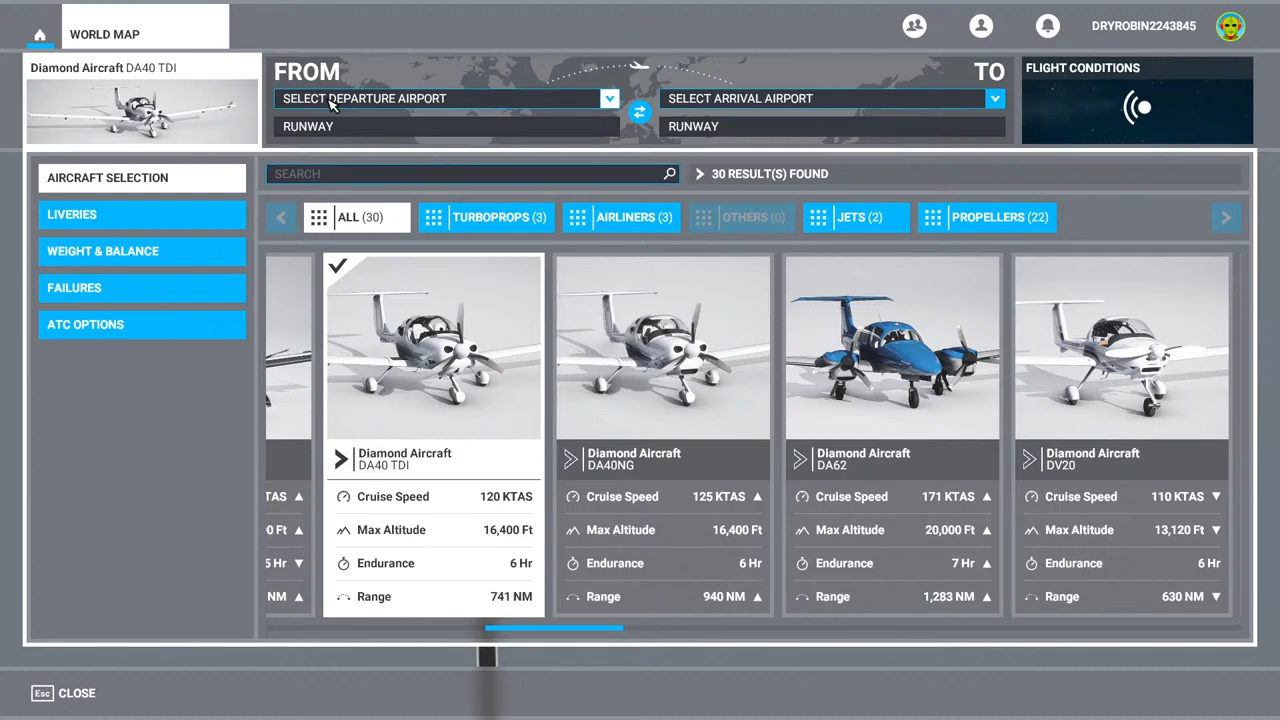 WORLD MAP
DRYROBIN2243845
Diamond Aircraft DA40 TDI
FROM
TO
SELECT DEPARTURE AIRPORT
SELECT ARRIVAL AIRPORT
RUNWAY
RUNWAY
FLIGHT CONDITIONS
AIRCRAFT SELECTION
LIVERIES
WEIGHT & BALANCE
FAILURES
ATC OPTIONS
SEARCH
30 RESULT(S) FOUND
ALL (30)
TURBOPROPS (3)
AIRLINERS (3)
OTHERS (0)
JETS (2)
PROPELLERS (22)
TAS
0 Ft
5 Hr
NM
Diamond Aircraft
DA40 TDI
Cruise Speed 120 KTAS
Max Altitude 16,400 Ft
Endurance 6 Hr
Range 741 NM
Diamond Aircraft
DA40NG
Cruise Speed 125 KTAS
Max Altitude 16,400 Ft
Endurance 6 Hr
Range 940 NM
Diamond Aircraft
DA62
Cruise Speed 171 KTAS
Max Altitude 20,000 Ft
Endurance 7 Hr
Range 1,283 NM
Diamond Aircraft
DV20
Cruise Speed 110 KTAS
Max Altitude 13,120 Ft
Endurance 6 Hr
Range 630 NM
Esc CLOSE